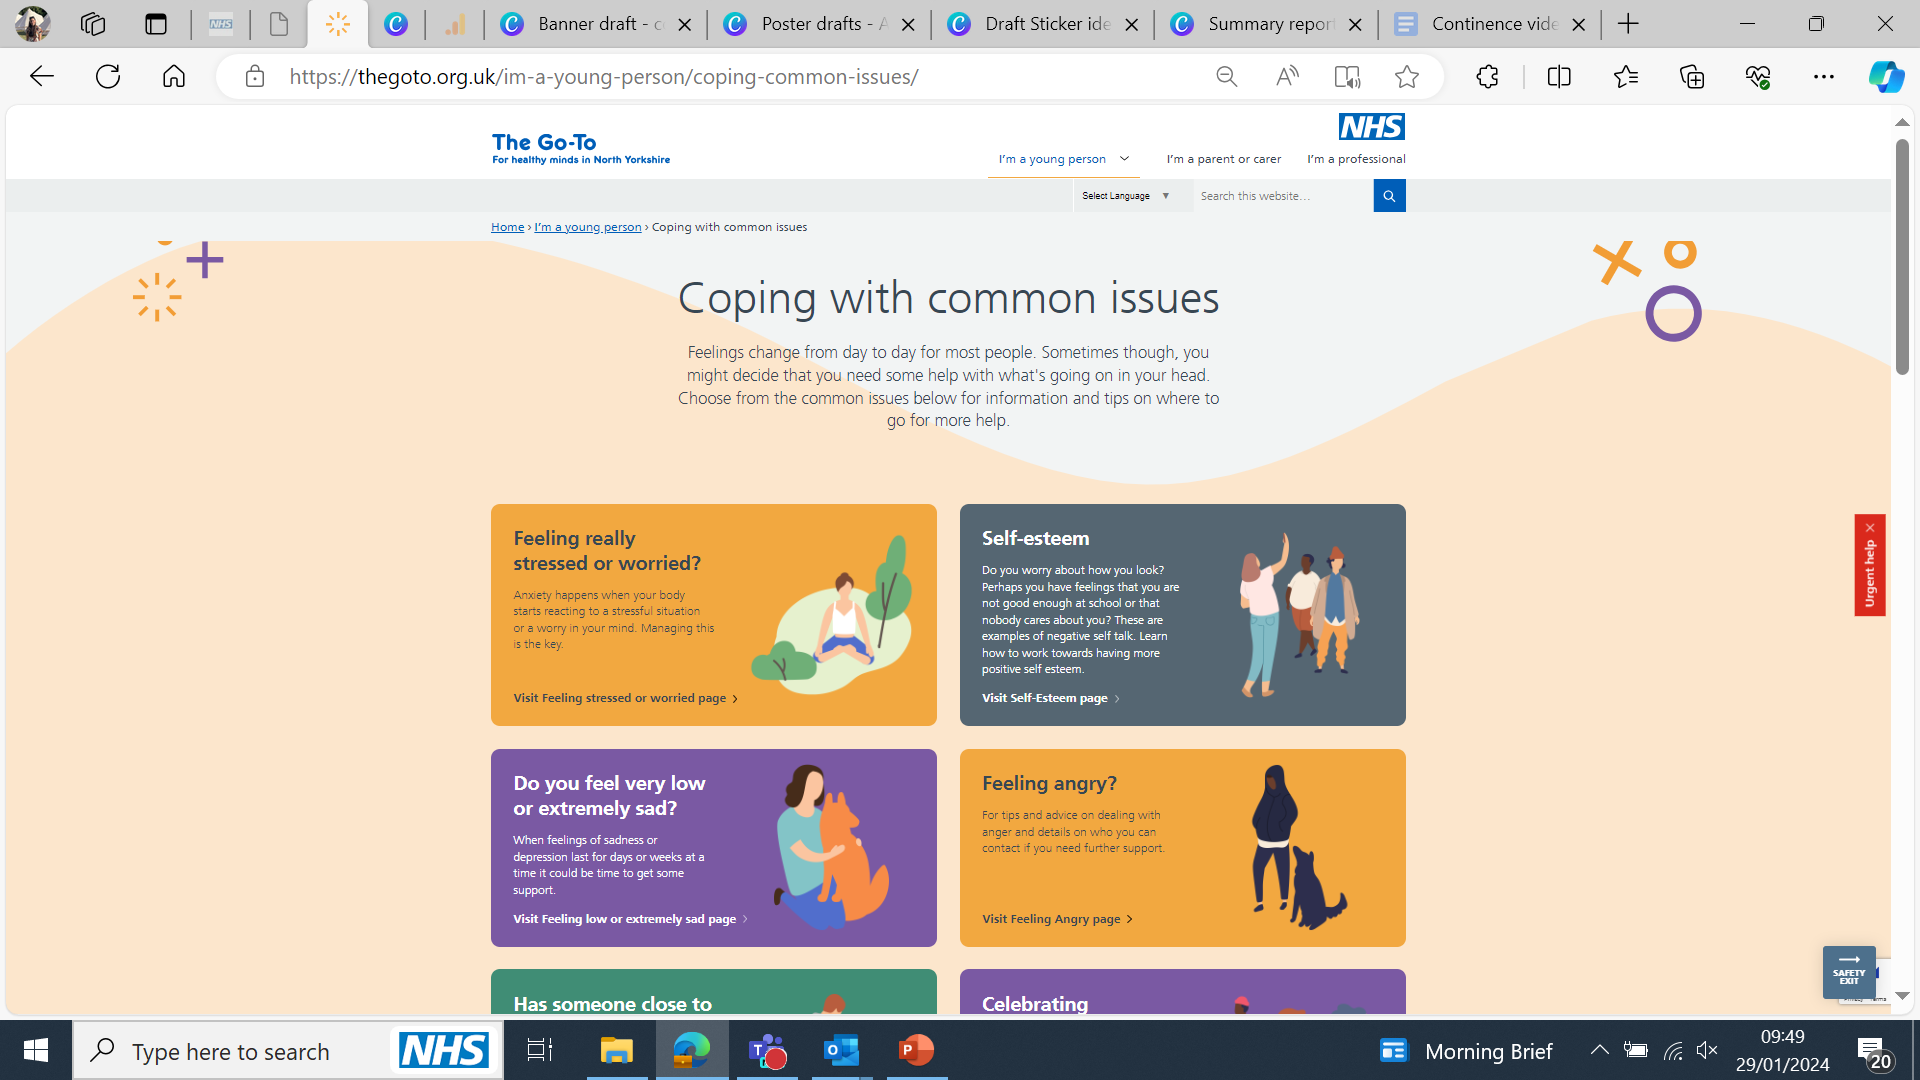 Banner draft - c
Poster drafts - A
Draft Sticker ide
Summary repor
Continence vide
https://thegoto.org.uk/im-a-young-person/coping-common-issues/
The Go-To
For healthy minds in North Yorkshire
NHS
I'm a young person
I'm a parent or carer
I'm a professional
Select Language
Search this website...
Home › I'm a young person › Coping with common issues
Coping with common issues
Feelings change from day to day for most people. Sometimes though, you
might decide that you need some help with what's going on in your head.
Choose from the common issues below for information and tips on where to
go for more help.
Feeling really
stressed or worried?
Anxiety happens when your body
starts reacting to a stressful situation
or a worry in your mind. Managing this
is the key.
Visit Feeling stressed or worried page
Self-esteem
Do you worry about how you look?
Perhaps you have feelings that you are
not good enough at school or that
nobody cares about you? These are
examples of negative self talk. Learn
how to work towards having more
positive self esteem.
Visit Self-Esteem page
Urgent help
Do you feel very low
or extremely sad?
When feelings of sadness or
depression last for days or weeks at a
time it could be time to get some
support.
Visit Feeling low or extremely sad page
Feeling angry?
For tips and advice on dealing with
anger and details on who you can
contact if you need further support.
Visit Feeling Angry page
Has someone close to
Celebrating
SAFETY
EXIT
Terms
Type here to search
NHS
Morning Brief
09:49
29/01/2024
20